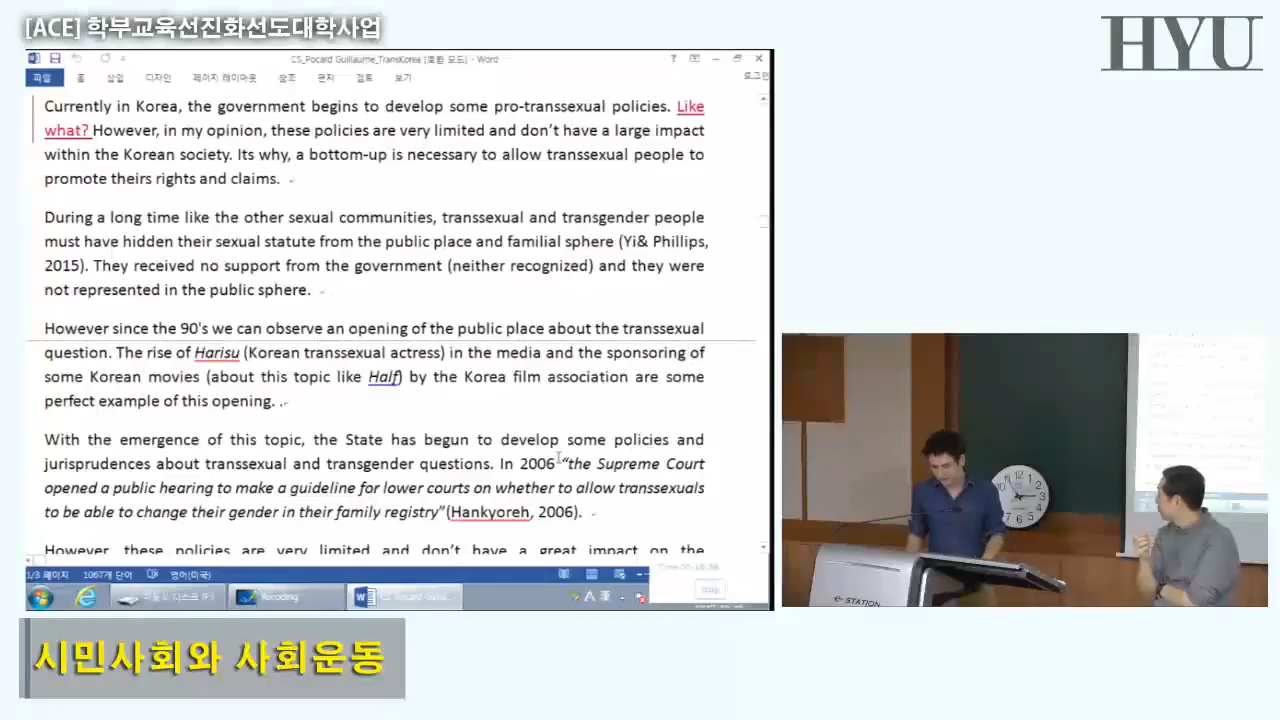 [ACE] 학부교육선진화선도대학사업
HYU
CS_Pocard Guillaume_TransKorea [호환 모드] - Word
파일 홈 삽입 디자인 페이지 레이아웃 참조 편지 검토 보기 로그인
Currently in Korea, the government begins to develop some pro-transsexual policies. Like
what? However, in my opinion, these policies are very limited and don't have a large impact
within the Korean society. Its why, a bottom-up is necessary to allow transsexual people to
promote theirs rights and claims.
During a long time like the other sexual communities, transsexual and transgender people
must have hidden their sexual statute from the public place and familial sphere (Yi& Phillips,
2015). They received no support from the government (neither recognized) and they were
not represented in the public sphere.
However since the 90's we can observe an opening of the public place about the transsexual
question. The rise of Harisu (Korean transsexual actress) in the media and the sponsoring of
some Korean movies (about this topic like Half) by the Korea film association are some
perfect example of this opening. .
With the emergence of this topic, the State has begun to develop some policies and
jurisprudences about transsexual and transgender questions. In 2006 “the Supreme Court
opened a public hearing to make a guideline for lower courts on whether to allow transsexuals
to be able to change their gender in their family registry”(Hankyoreh, 2006).
However, these policies are very limited and don't have a great impact on the
1/3 페이지 1067개 단어 영어(미국)
Recoding
A
e-STATION
시민사회와 사회운동